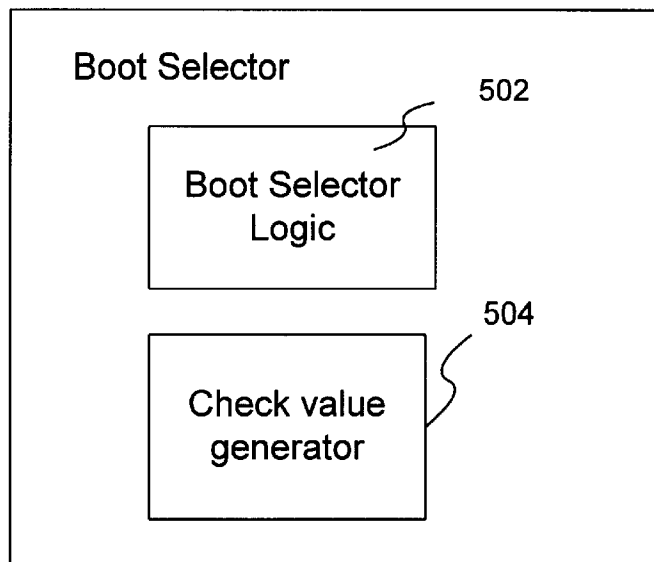 Boot Selector
502
Boot Selector
Logic
504
Check value
generator